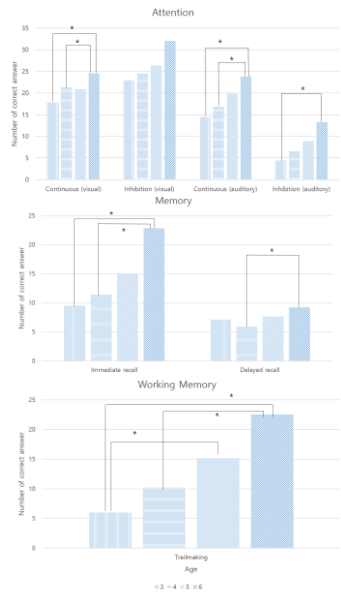 Attention
Number of correct answer
35
30
25
20
15
10
5
0
* * * * *
Continuous (visual) Inhibition (visual) Continuous (auditory) Inhibition (auditory)
Memory
Number of correct answer
25
20
15
10
5
0
* * *
Immediate recall Delayed recall
Working Memory
Number of correct answer
25
20
15
10
5
0
* * *
Trailmaking
Age
3 4 5 6